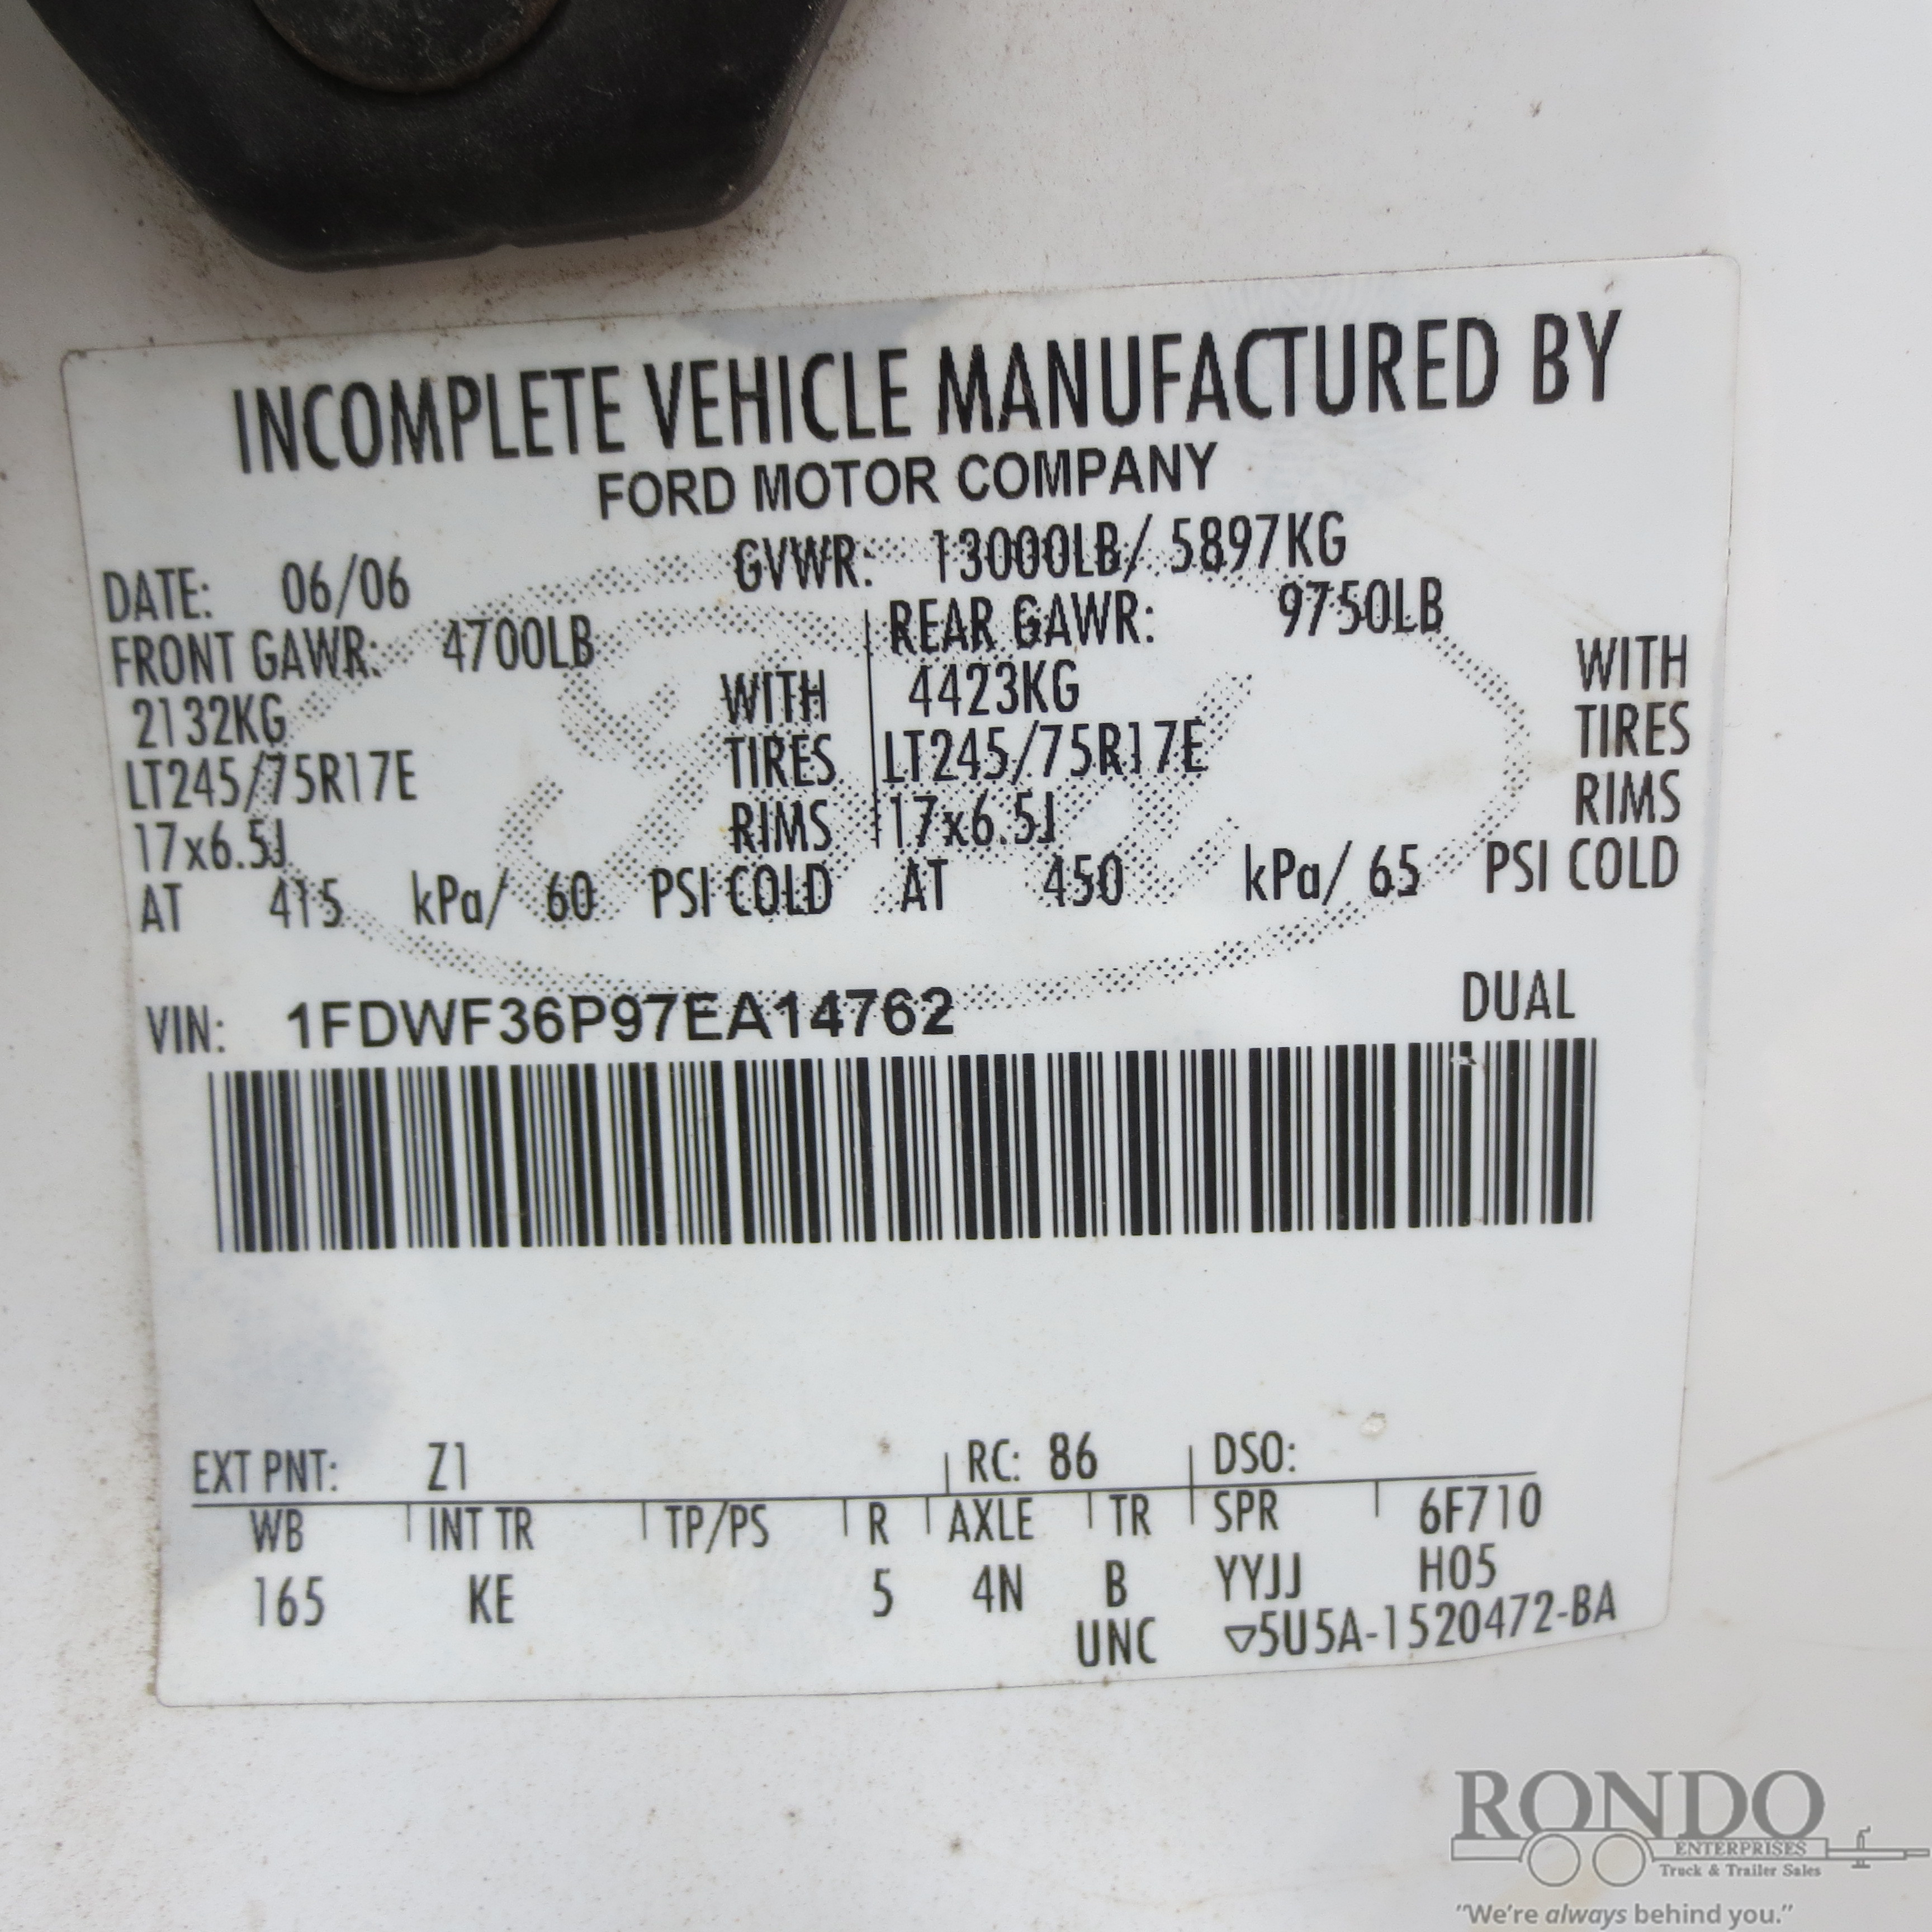 INCOMPLETE VEHICLE MANUFACTURED BY
FORD MOTOR COMPANY
DATE: 06/06 GVWR: 13000LB/ 5897KG
FRONT GAWR: 4700LB REAR GAWR: 9750LB
2132KG WITH 4423KG WITH
LT245/75R17E TIRES LT245/75R17E TIRES
17x6.5J RIMS 17x6.5J RIMS
AT 415 kPa/ 60 PSI COLD AT 450 kPa/ 65 PSI COLD
VIN: 1FDWF36P97EA14762 DUAL
EXT PNT: Z1 RC: 86 DSO:
WB INT TR TP/PS R AXLE TR SPR 6F710
165 KE 5 4N B YYJJ H05
UNC ▽5U5A-1520472-BA
RONDO
ENTERPRISES
Truck & Trailer Sales
"We're always behind you."